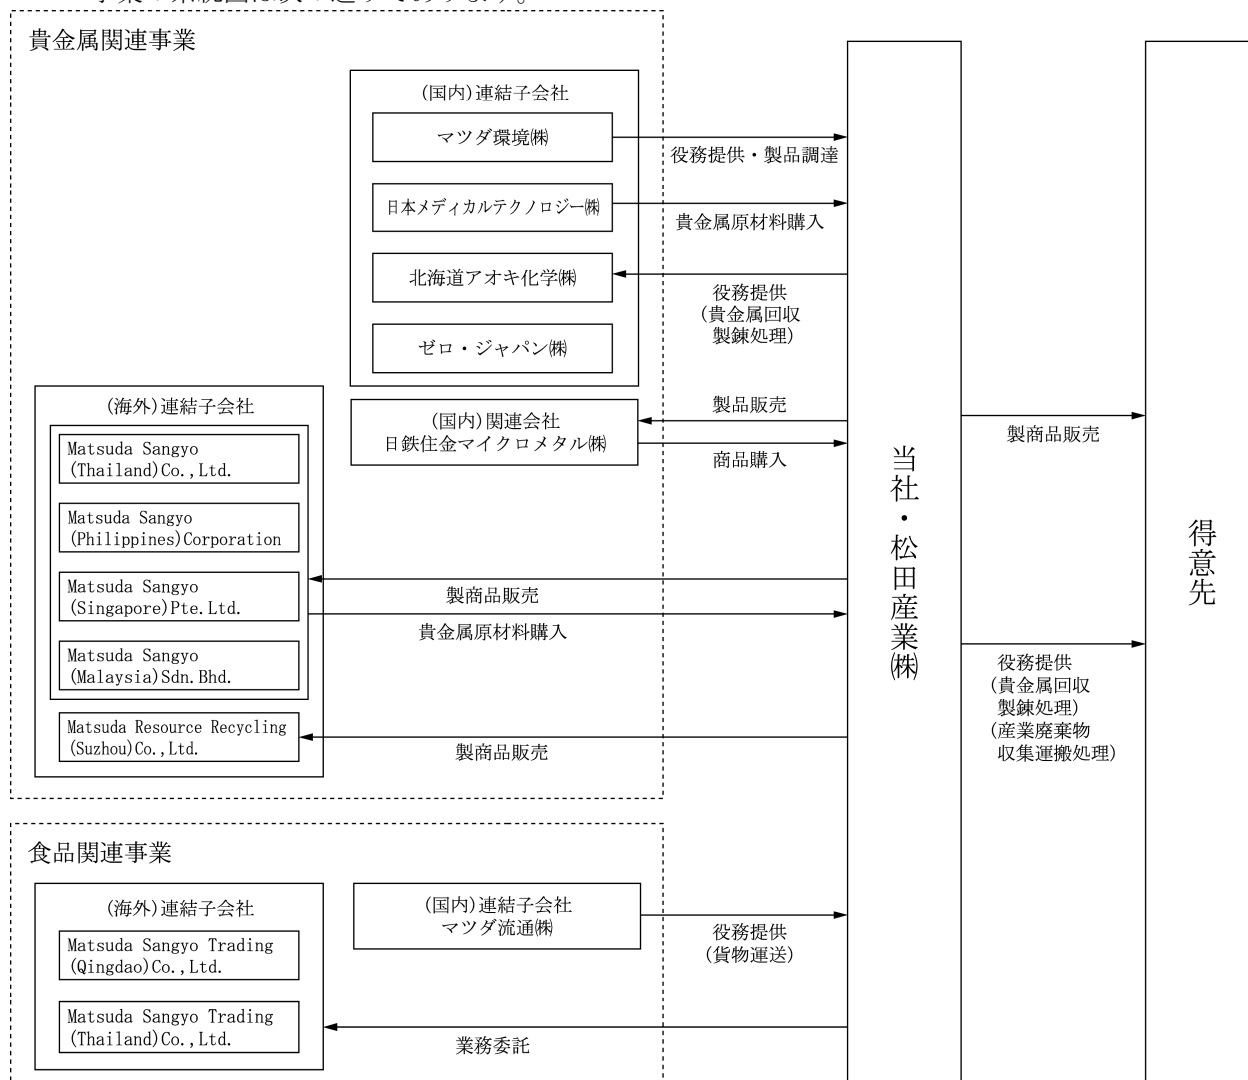 事業の系統図は次の通りであります。
貴金属関連事業
(国内)連結子会社
マツダ環境㈱
役務提供・製品調達
日本メディカルテクノロジー㈱
貴金属原材料購入
北海道アオキ化学㈱
役務提供
(貴金属回収
製錬処理)
ゼロ・ジャパン㈱
(国内)関連会社
日鉄住金マイクロメタル㈱
製品販売
商品購入
(海外)連結子会社
Matsuda Sangyo
(Thailand)Co.,Ltd.
Matsuda Sangyo
(Philippines)Corporation
Matsuda Sangyo
(Singapore)Pte.Ltd.
Matsuda Sangyo
(Malaysia)Sdn.Bhd.
製商品販売
貴金属原材料購入
Matsuda Resource Recycling
(Suzhou)Co.,Ltd.
製商品販売
食品関連事業
(海外)連結子会社
Matsuda Sangyo Trading
(Qingdao)Co.,Ltd.
Matsuda Sangyo Trading
(Thailand)Co.,Ltd.
(国内)連結子会社
マツダ流通㈱
役務提供
(貨物運送)
業務委託
当社・松田産業㈱
製商品販売
役務提供
(貴金属回収
製錬処理)
(産業廃棄物
収集運搬処理)
得意先